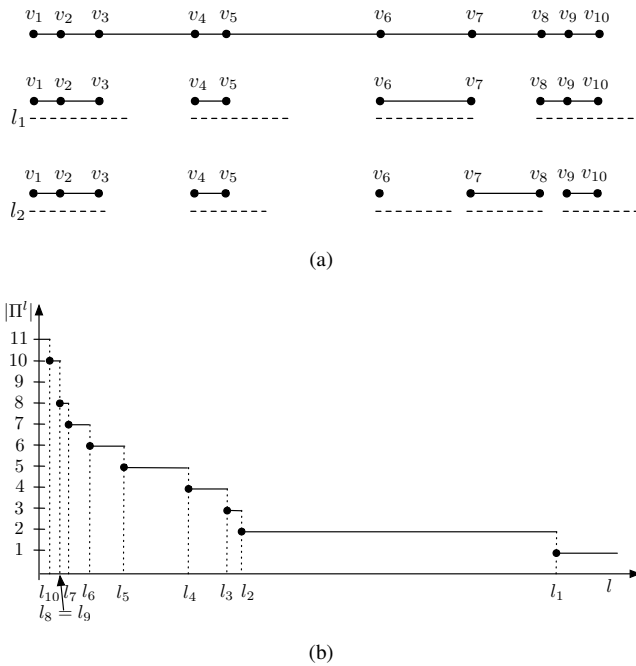 v₁ v₂ v₃ v₄ v₅ v₆ v₇ v₈ v₉ v₁₀
v₁ v₂ v₃ v₄ v₅ v₆ v₇ v₈ v₉ v₁₀
l₁
v₁ v₂ v₃ v₄ v₅ v₆ v₇ v₈ v₉ v₁₀
l₂
(a)
|Πˡ|
11
10
9
8
7
6
5
4
3
2
1
l₁₀ l₇ l₆ l₅ l₄ l₃ l₂ l₁ l
l₈ = l₉
(b)